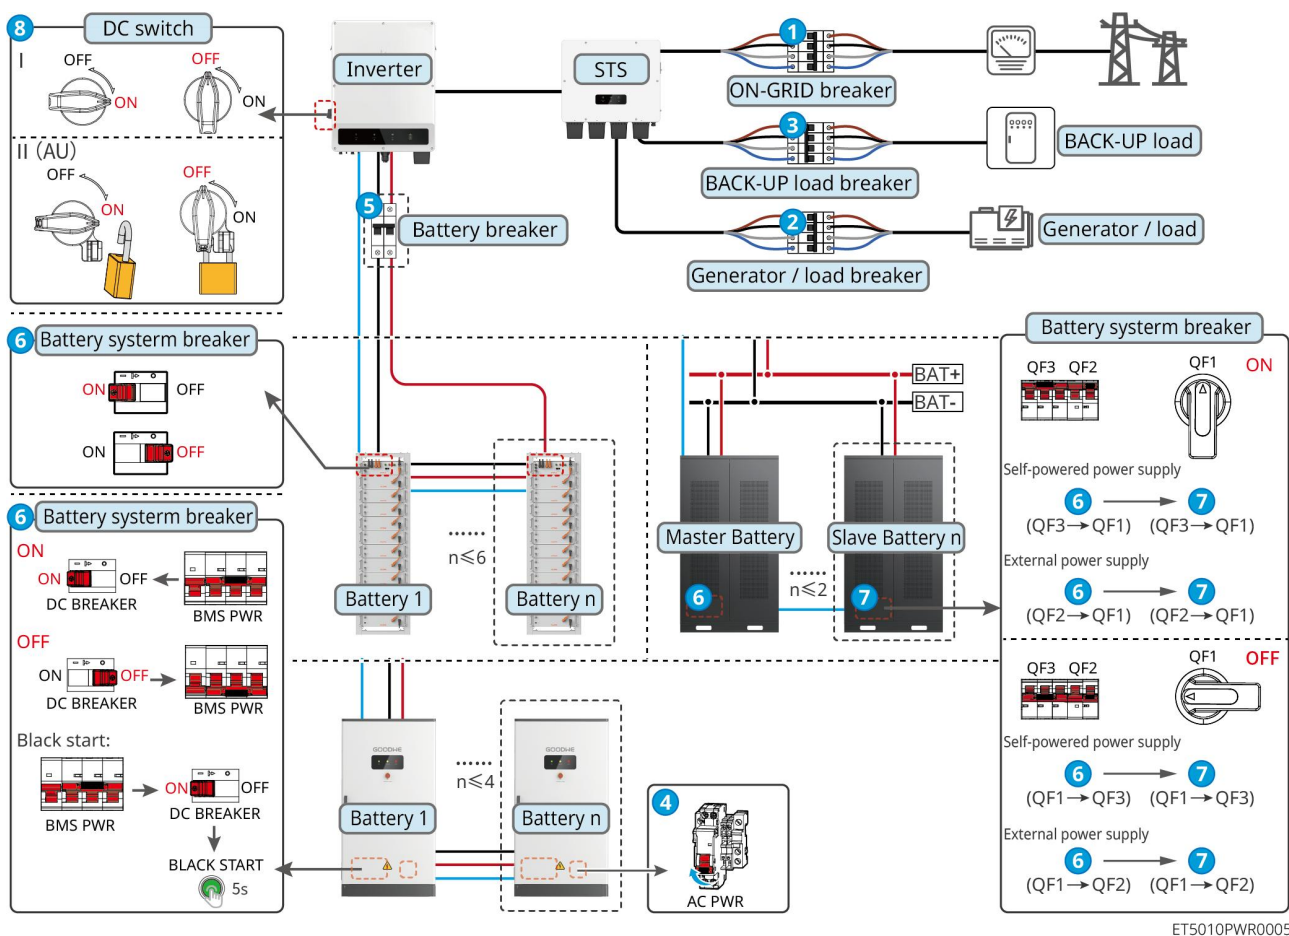 8
DC switch
I
OFF
ON
OFF
ON
II (AU)
OFF
ON
OFF
ON
Inverter
STS
1
ON-GRID breaker
3
BACK-UP load breaker
BACK-UP load
2
Generator / load breaker
Generator / load
5
Battery breaker
6
Battery systerm breaker
ON
OFF
ON
OFF
6
Battery systerm breaker
ON
ON
OFF
DC BREAKER
BMS PWR
OFF
ON
OFF
DC BREAKER
BMS PWR
Black start:
BMS PWR
ON
OFF
DC BREAKER
BLACK START
5s
n≤6
Battery 1
Battery n
BAT+
BAT-
Master Battery
Slave Battery n
n≤2
6
7
GOODWE
GOODWE
n≤4
Battery 1
Battery n
4
AC PWR
Battery systerm breaker
QF3 QF2
QF1
ON
Self-powered power supply
6 → 7
(QF3→QF1) (QF3→QF1)
External power supply
6 → 7
(QF2→QF1) (QF2→QF1)
QF3 QF2
QF1
OFF
Self-powered power supply
6 → 7
(QF1→QF3) (QF1→QF3)
External power supply
6 → 7
(QF1→QF2) (QF1→QF2)
ET5010PWR0005